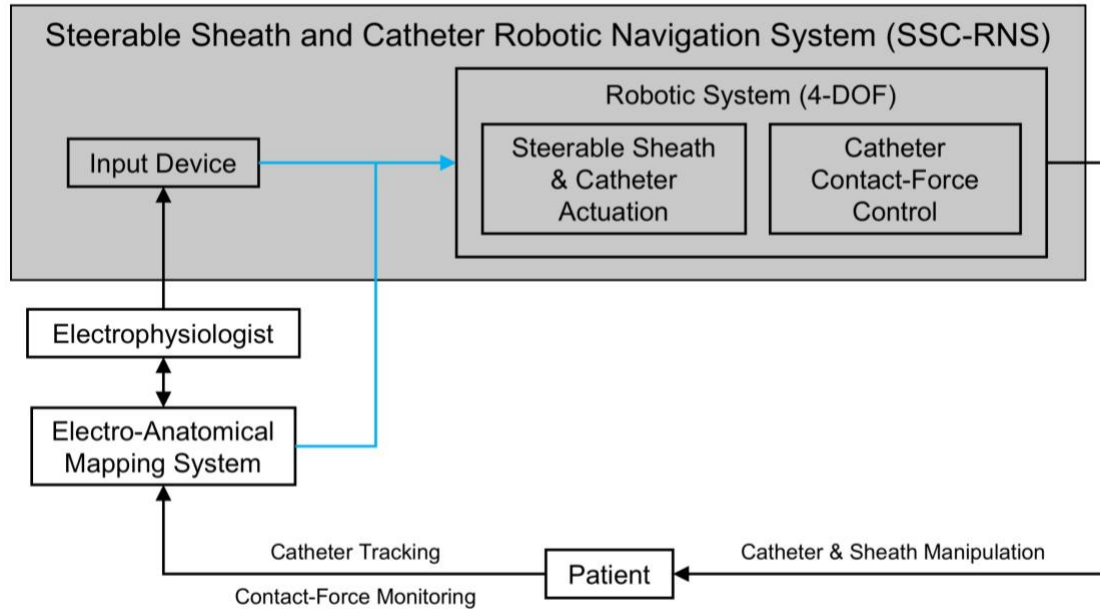 Steerable Sheath and Catheter Robotic Navigation System (SSC-RNS)
Robotic System (4-DOF)
Input Device
Steerable Sheath
& Catheter
Actuation
Catheter
Contact-Force
Control
Electrophysiologist
Electro-Anatomical
Mapping System
Catheter Tracking
Contact-Force Monitoring
Patient
Catheter & Sheath Manipulation